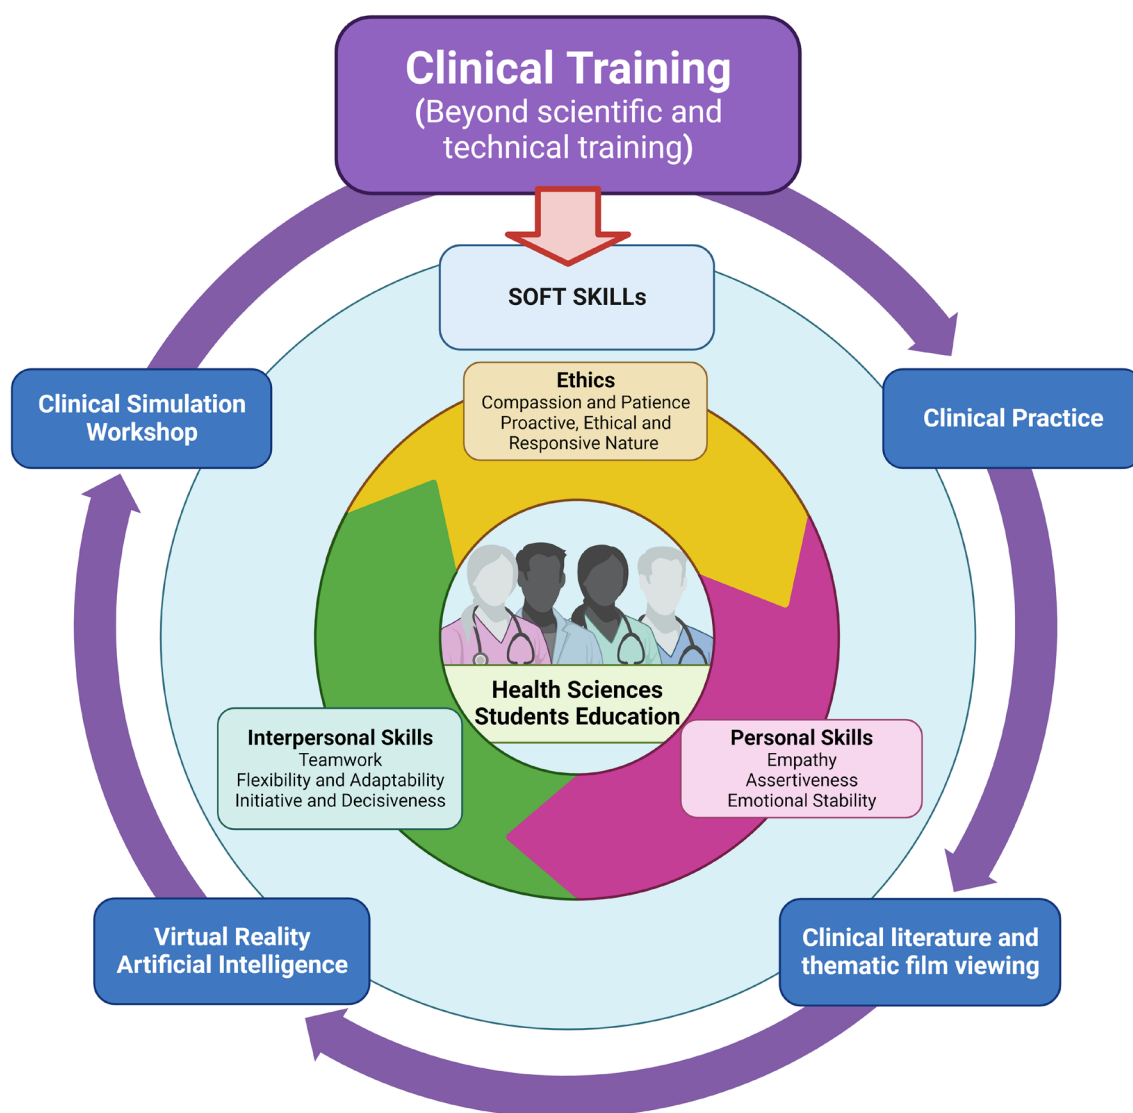 Clinical Training
(Beyond scientific and
technical training)
SOFT SKILLs
Ethics
Compassion and Patience
Proactive, Ethical and
Responsive Nature
Clinical Simulation
Workshop
Clinical Practice
Health Sciences
Students Education
Interpersonal Skills
Teamwork
Flexibility and Adaptability
Initiative and Decisiveness
Personal Skills
Empathy
Assertiveness
Emotional Stability
Virtual Reality
Artificial Intelligence
Clinical literature and
thematic film viewing